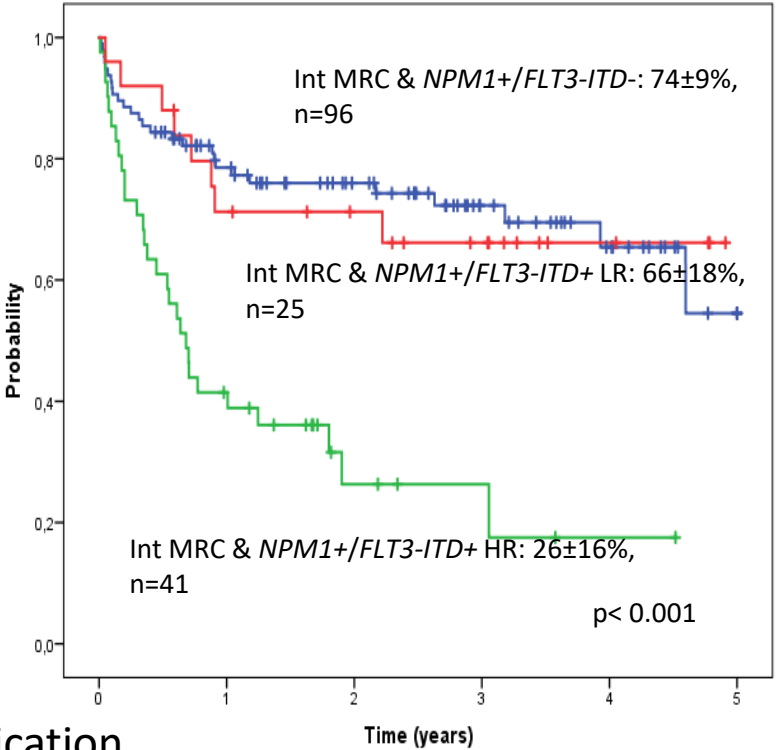 1,0
Int MRC & NPM1+/FLT3-ITD-: 74±9%,
n=96
0,8
0,6
Int MRC & NPM1+/FLT3-ITD+ LR: 66±18%,
n=25
Probability
0,4
0,2
Int MRC & NPM1+/FLT3-ITD+ HR: 26±16%,
n=41
p< 0.001
0,0
0 1 2 3 4 5
Time (years)
ication